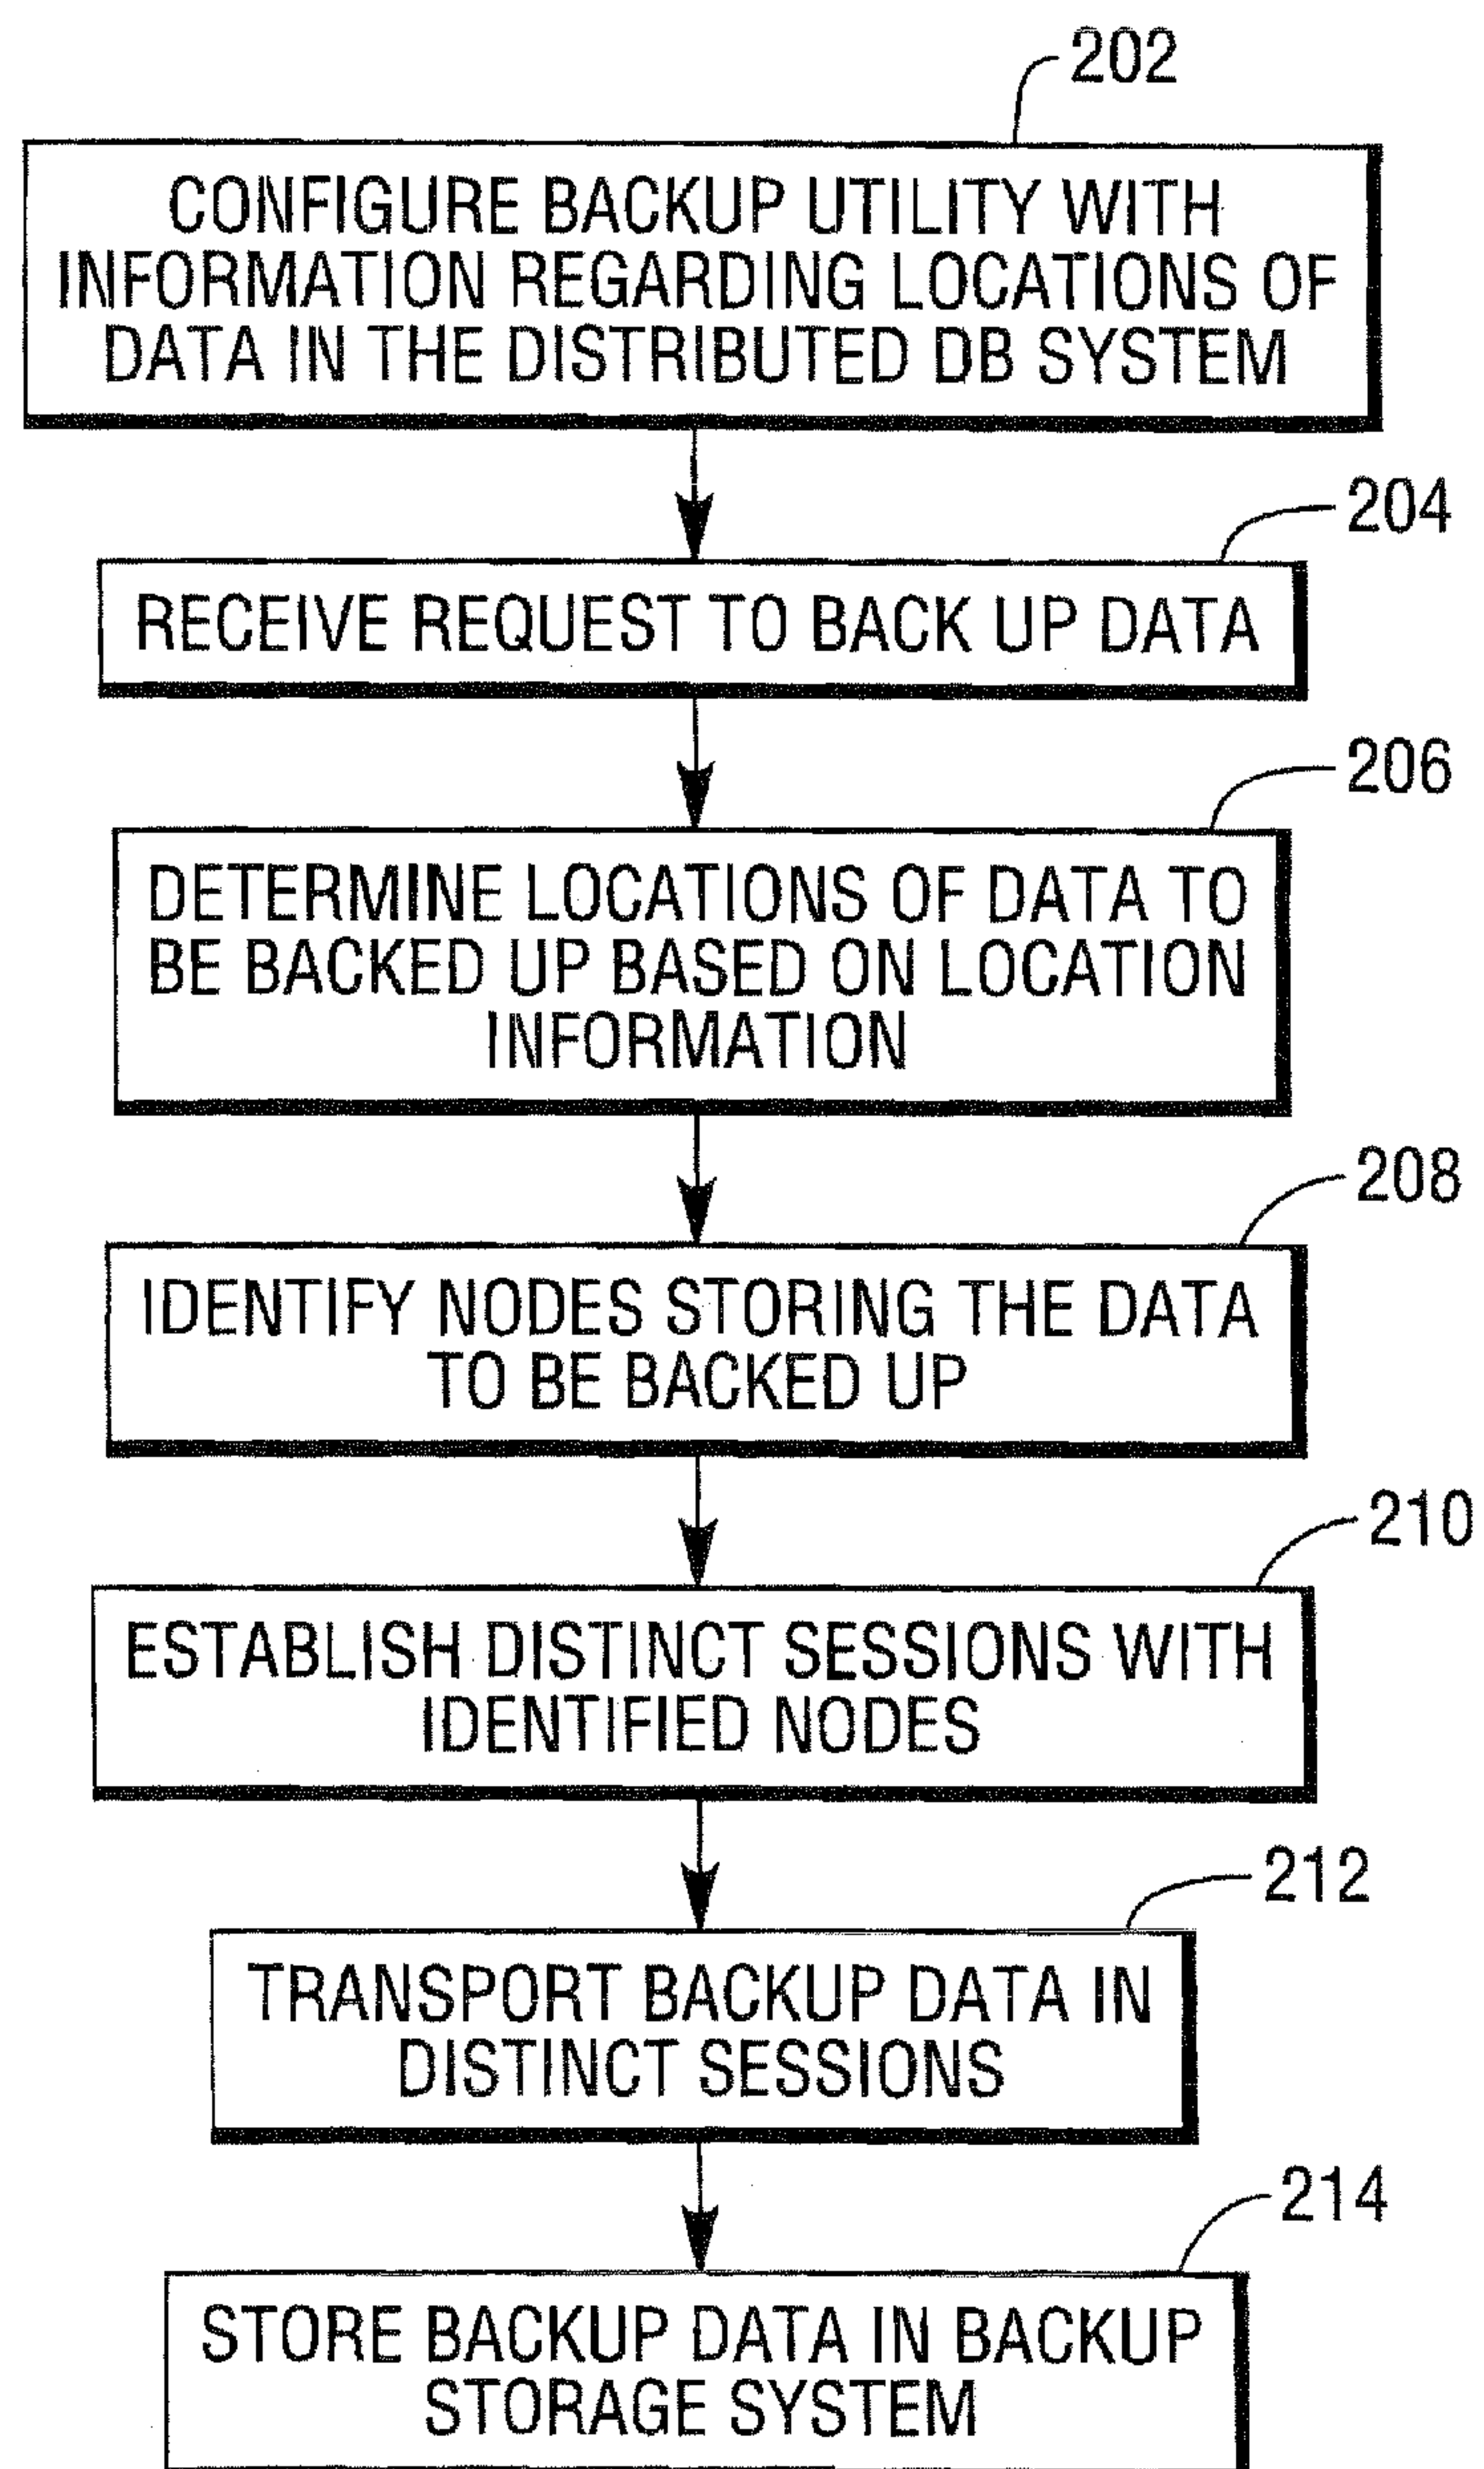 202
CONFIGURE BACKUP UTILITY WITH
INFORMATION REGARDING LOCATIONS OF
DATA IN THE DISTRIBUTED DB SYSTEM
204
RECEIVE REQUEST TO BACK UP DATA
206
DETERMINE LOCATIONS OF DATA TO
BE BACKED UP BASED ON LOCATION
INFORMATION
208
IDENTIFY NODES STORING THE DATA
TO BE BACKED UP
210
ESTABLISH DISTINCT SESSIONS WITH
IDENTIFIED NODES
212
TRANSPORT BACKUP DATA IN
DISTINCT SESSIONS
214
STORE BACKUP DATA IN BACKUP
STORAGE SYSTEM